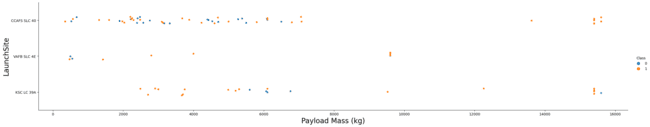 CCAFS SLC 40
VAFB SLC 4E
KSC LC 39A
LaunchSite
0
2000
4000
6000
8000
10000
12000
14000
16000
Payload Mass (kg)
Class
0
1